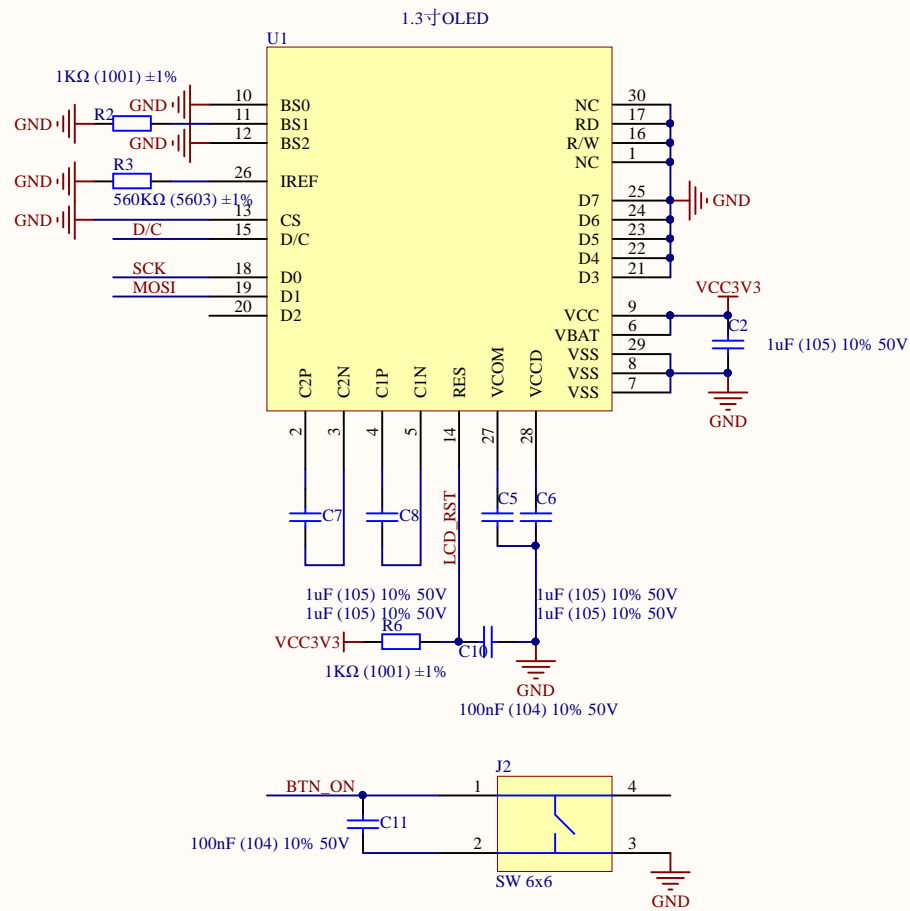 1.3寸OLED
U1
1KΩ (1001) ±1%
GND
10
BS0
NC
30
GND
R2
11
BS1
RD
17
GND
12
BS2
R/W
16
NC
1
R3
GND
26
IREF
560KΩ (5603) ±1%
D7
25
GND
GND
13
CS
D6
24
D/C
15
D/C
D5
23
D4
22
SCK
18
D0
D3
21
MOSI
19
D1
VCC3V3
20
D2
VCC
9
C2
VBAT
6
1uF (105) 10% 50V
VSS
29
VSS
8
VSS
7
GND
C2P
C2N
C1P
C1N
RES
VCOM
VCCD
2
3
4
5
14
27
28
LCD_RST
C7
C8
C5
C6
1uF (105) 10% 50V
1uF (105) 10% 50V
1uF (105) 10% 50V
1uF (105) 10% 50V
R6
VCC3V3
C10
1KΩ (1001) ±1%
GND
100nF (104) 10% 50V
J2
BTN_ON
1
4
C11
100nF (104) 10% 50V
2
3
SW 6x6
GND